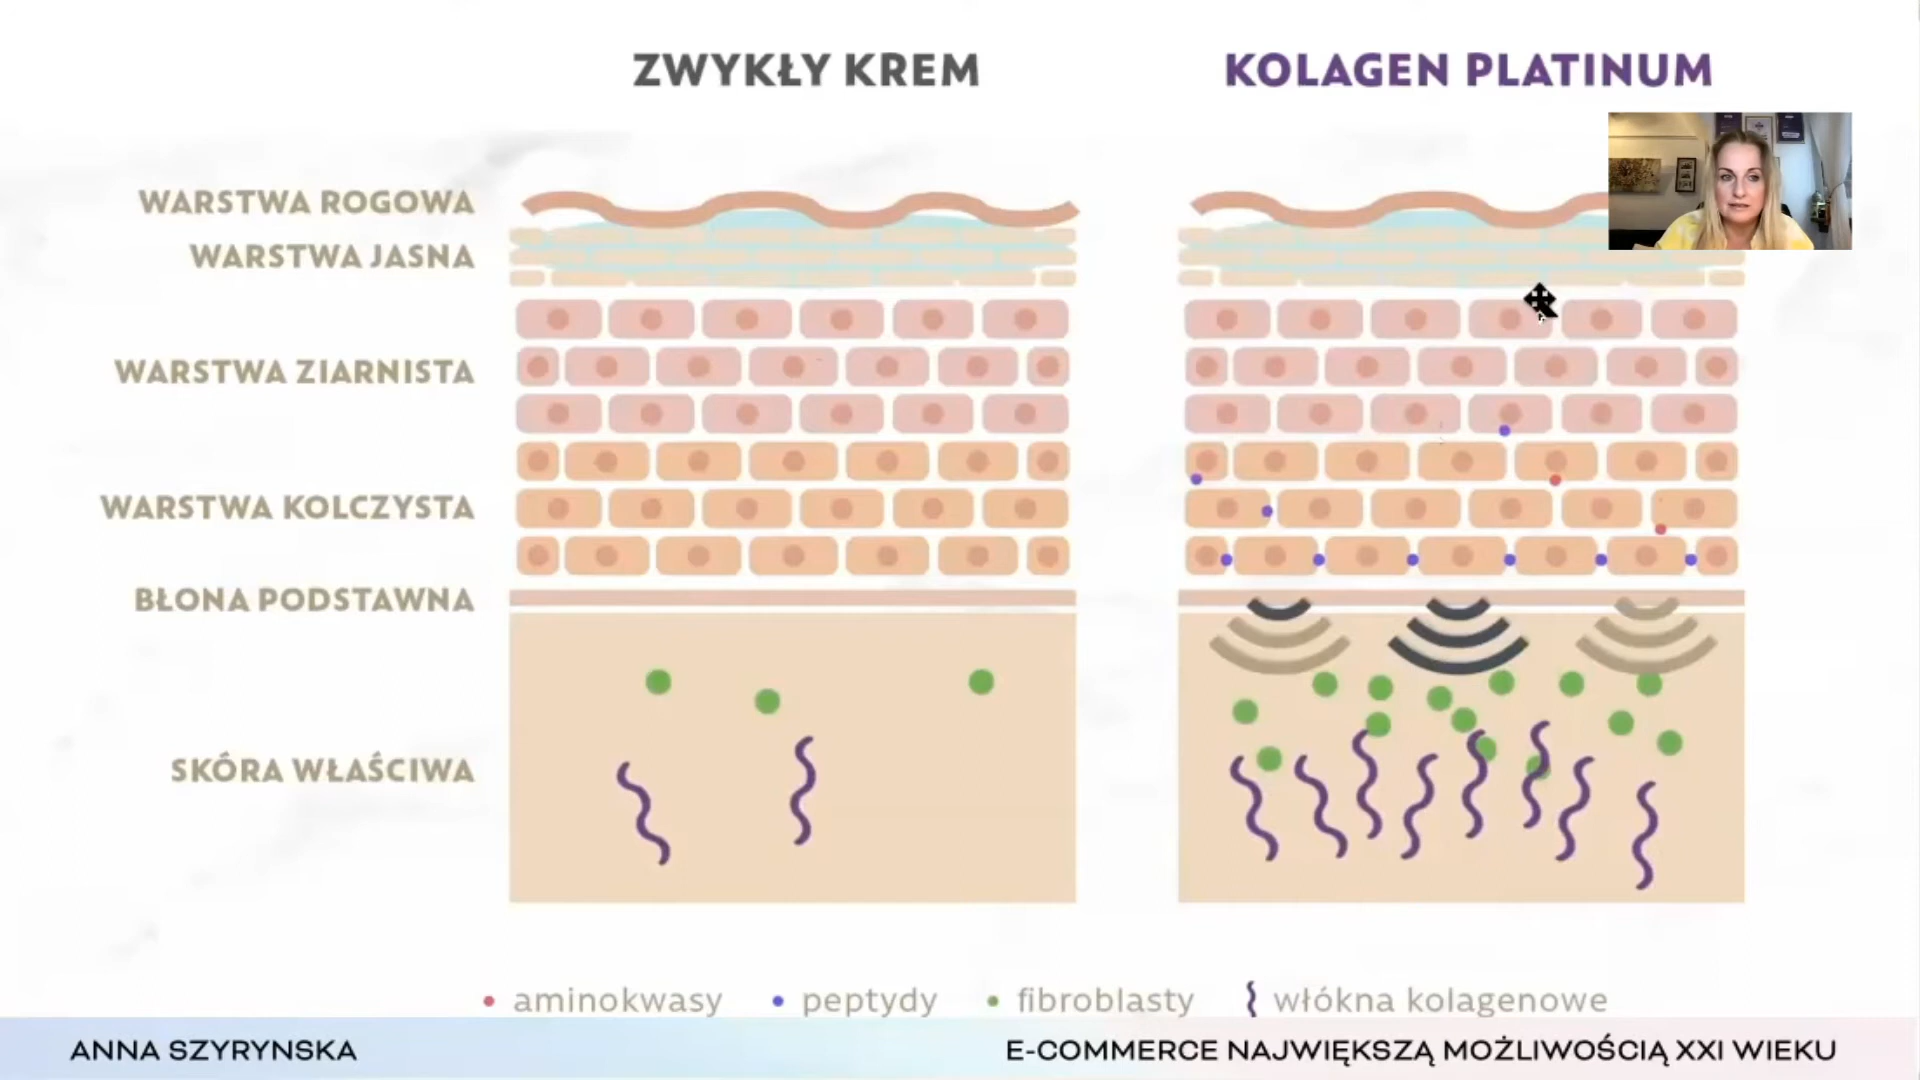 ZWYKŁY KREM
KOLAGEN PLATINUM
WARSTWA ROGOWA
WARSTWA JASNA
WARSTWA ZIARNISTA
WARSTWA KOLCZYSTA
BŁONA PODSTAWNA
SKÓRA WŁAŚCIWA
aminokwasy
peptydy
fibroblasty
włókna kolagenowe
ANNA SZYRYNSKA
E-COMMERCE NAJWIĘKSZĄ MOŻLIWOŚCIĄ XXI WIEKU